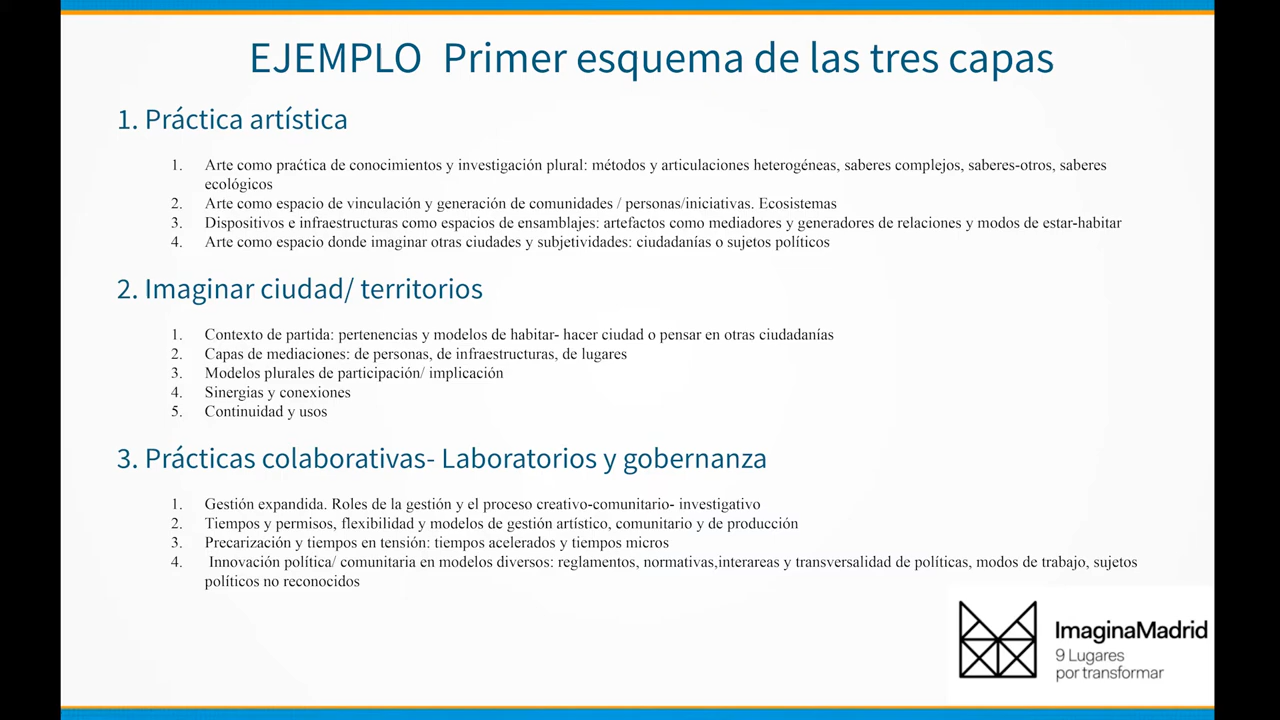 EJEMPLO Primer esquema de las tres capas
1. Práctica artística
1. Arte como praćtica de conocimientos y investigación plural: métodos y articulaciones heterogéneas, saberes complejos, saberes-otros, saberes
ecológicos
2. Arte como espacio de vinculación y generación de comunidades / personas/iniciativas. Ecosistemas
3. Dispositivos e infraestructuras como espacios de ensamblajes: artefactos como mediadores y generadores de relaciones y modos de estar-habitar
4. Arte como espacio donde imaginar otras ciudades y subjetividades: ciudadanías o sujetos políticos
2. Imaginar ciudad/ territorios
1. Contexto de partida: pertenencias y modelos de habitar- hacer ciudad o pensar en otras ciudadanías
2. Capas de mediaciones: de personas, de infraestructuras, de lugares
3. Modelos plurales de participación/ implicación
4. Sinergias y conexiones
5. Continuidad y usos
3. Prácticas colaborativas- Laboratorios y gobernanza
1. Gestión expandida. Roles de la gestión y el proceso creativo-comunitario- investigativo
2. Tiempos y permisos, flexibilidad y modelos de gestión artístico, comunitario y de producción
3. Precarización y tiempos en tensión: tiempos acelerados y tiempos micros
4. Innovación política/ comunitaria en modelos diversos: reglamentos, normativas,interareas y transversalidad de políticas, modos de trabajo, sujetos
políticos no reconocidos
ImaginaMadrid
9 Lugares
por transformar